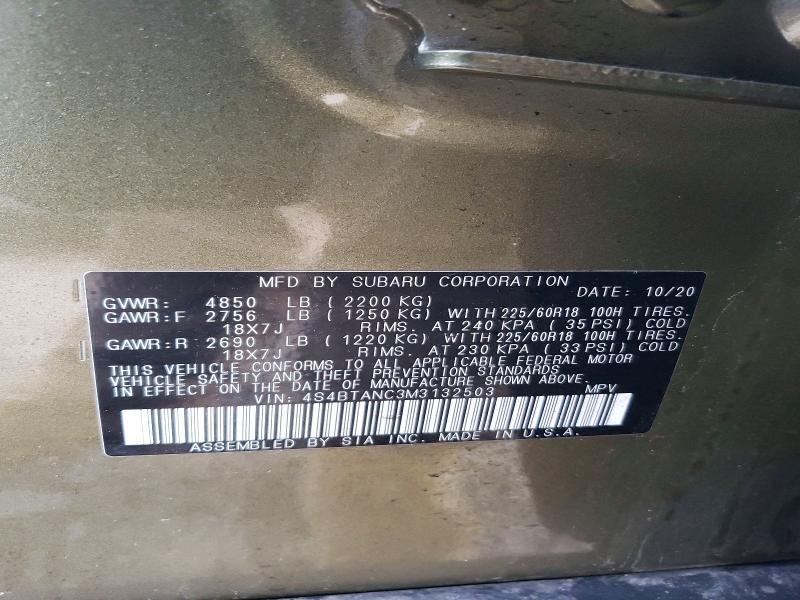 MFD BY SUBARU CORPORATION
DATE: 10/20
GVWR: 4850 LB (2200 KG)
GAWR:F 2756 LB (1250 KG) WITH 225/60R18 100H TIRES.
18X7J RIMS. AT 240 KPA (35 PSI) COLD
GAWR:R 2690 LB (1220 KG) WITH 225/60R18 100H TIRES.
18X7J RIMS. AT 230 KPA (33 PSI) COLD
THIS VEHICLE CONFORMS TO ALL APPLICABLE FEDERAL MOTOR
VEHICLE SAFETY AND THEFT PREVENTION STANDARDS
IN EFFECT ON THE DATE OF MANUFACTURE SHOWN ABOVE.
VIN: 4S4BTANC3M3132503 MPV
ASSEMBLED BY SIA INC. MADE IN U.S.A.